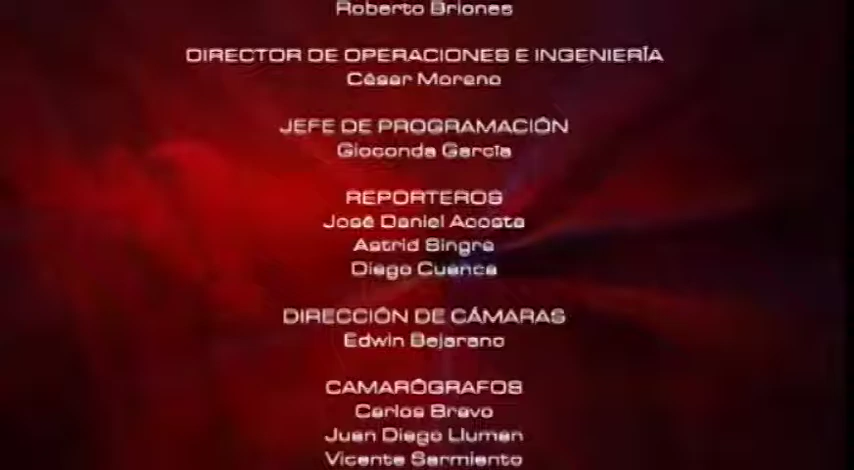 Roberto Briones
DIRECTOR DE OPERACIONES E INGENIERÍA
César Moreno
JEFE DE PROGRAMACIÓN
Gioconda García
REPORTEROS
José Daniel Acosta
Astrid Singre
Diego Cuenca
DIRECCIÓN DE CÁMARAS
Edwin Bejarano
CAMARÓGRAFOS
Carlos Bravo
Juan Diego Lluman
Vicente Sarmiento